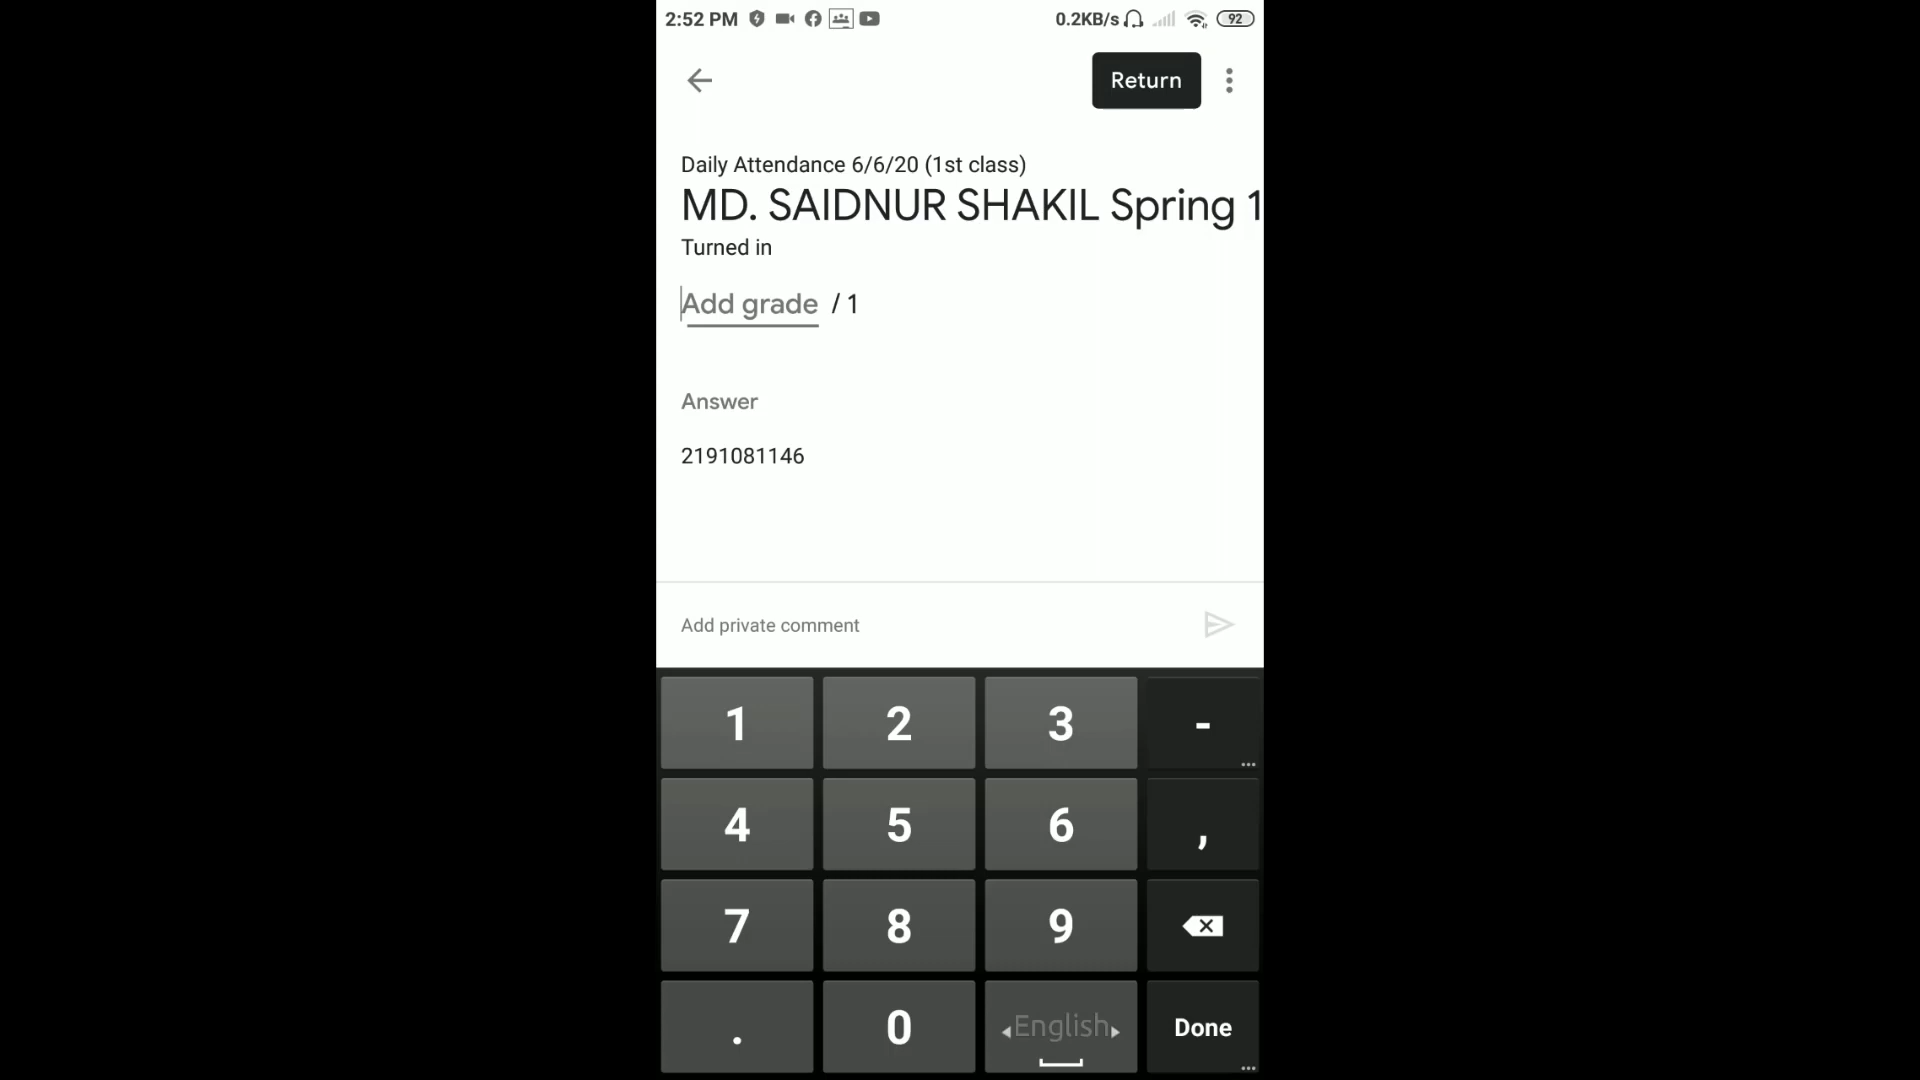 2:52 PM 0.2KB/s 92
Return
Daily Attendance 6/6/20 (1st class)
MD. SAIDNUR SHAKIL Spring 1
Turned in
Add grade / 1
Answer
2191081146
Add private comment
1 2 3 -
4 5 6 ,
7 8 9
. 0 English Done